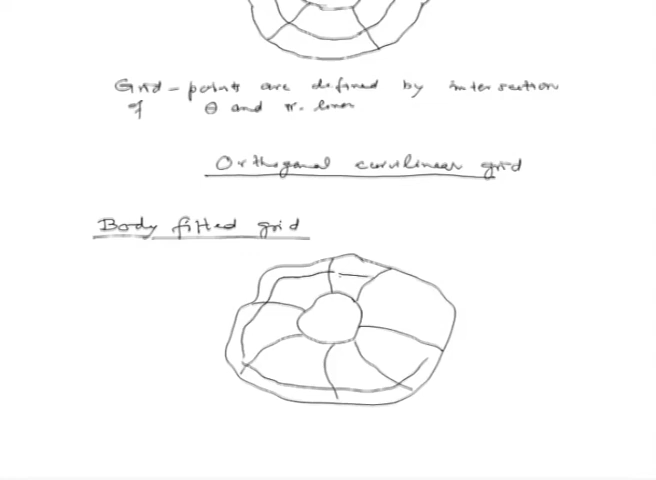 Grid-points are defined by intersection
of θ and r. lines
Orthogonal curvilinear grid
Body fitted grid